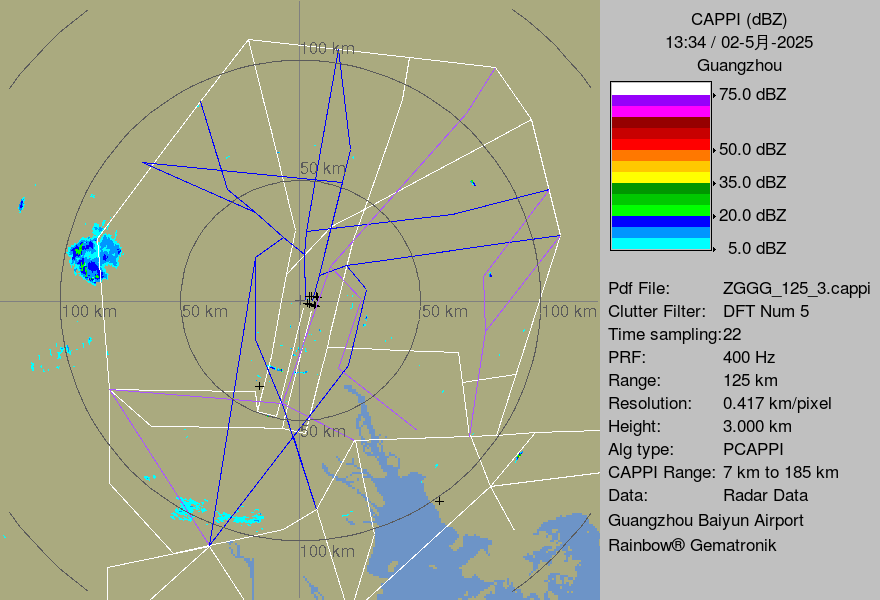 100 km
50 km
100 km
50 km
50 km
100 km
50 km
100 km
CAPPI (dBZ)
13:34 / 02-5月-2025
Guangzhou
75.0 dBZ
50.0 dBZ
35.0 dBZ
20.0 dBZ
5.0 dBZ
Pdf File: ZGGG_125_3.cappi
Clutter Filter: DFT Num 5
Time sampling:22
PRF: 400 Hz
Range: 125 km
Resolution: 0.417 km/pixel
Height: 3.000 km
Alg type: PCAPPI
CAPPI Range: 7 km to 185 km
Data: Radar Data
Guangzhou Baiyun Airport
Rainbow® Gematronik